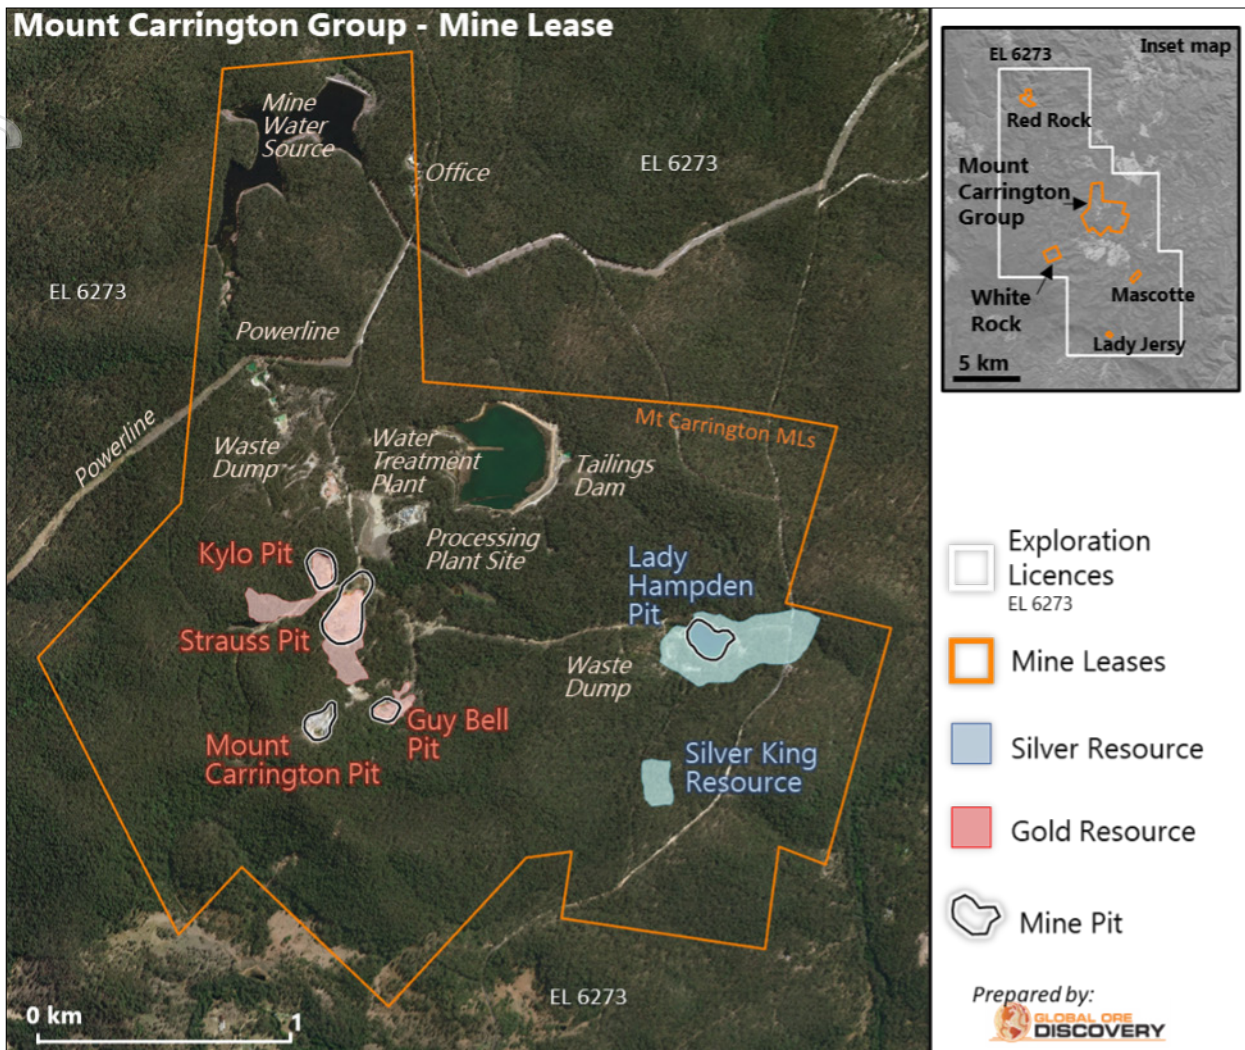 Mount Carrington Group - Mine Lease
Mine
Water
Source
Office
EL 6273
EL 6273
Powerline
Powerline
Waste
Dump
Water
Treatment
Plant
Tailings
Dam
Mt Carrington MLs
Processing
Plant Site
Kylo Pit
Strauss Pit
Lady
Hampden
Pit
Waste
Dump
Guy Bell
Pit
Mount
Carrington Pit
Silver King
Resource
EL 6273
0 km
1
Inset map
EL 6273
Red Rock
Mount
Carrington
Group
White
Rock
Mascotte
Lady Jersy
5 km
Exploration
Licences
EL 6273
Mine Leases
Silver Resource
Gold Resource
Mine Pit
Prepared by:
GLOBAL ORE
DISCOVERY